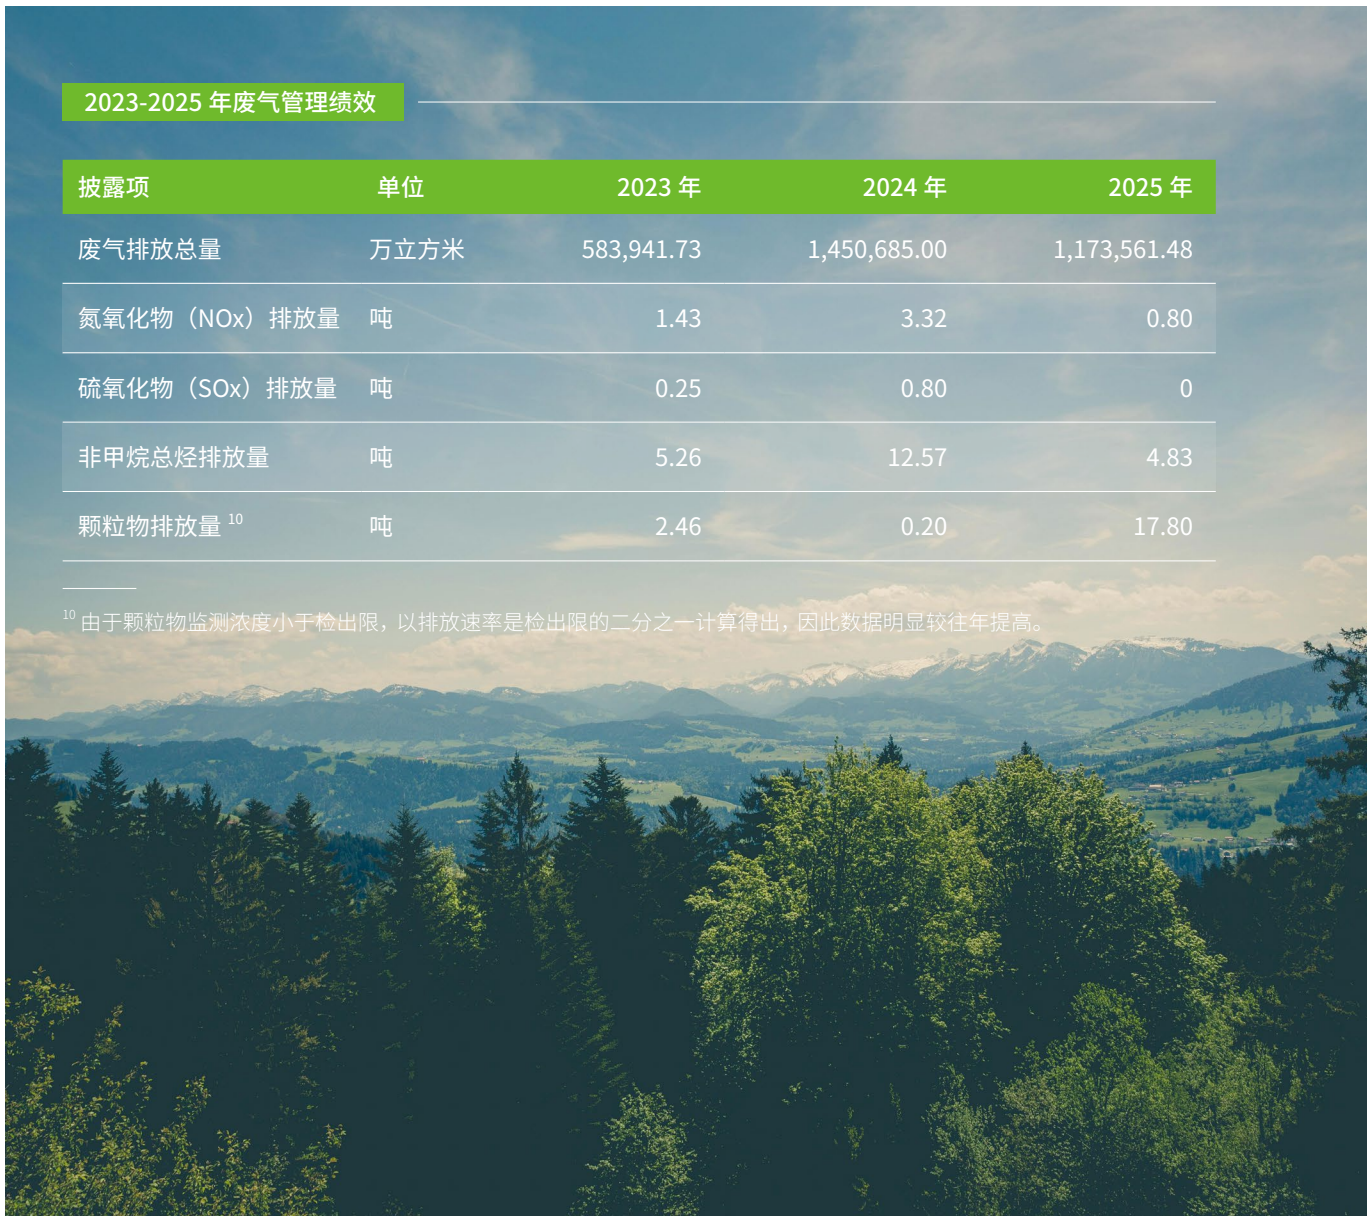 2023-2025 年废气管理绩效
披露项 单位 2023 年 2024 年 2025 年
废气排放总量 万立方米 583,941.73 1,450,685.00 1,173,561.48
氮氧化物（NOx）排放量 吨 1.43 3.32 0.80
硫氧化物（SOx）排放量 吨 0.25 0.80 0
非甲烷总烃排放量 吨 5.26 12.57 4.83
颗粒物排放量 10 吨 2.46 0.20 17.80
10 由于颗粒物监测浓度小于检出限，以排放速率是检出限的二分之一计算得出，因此数据明显较往年提高。